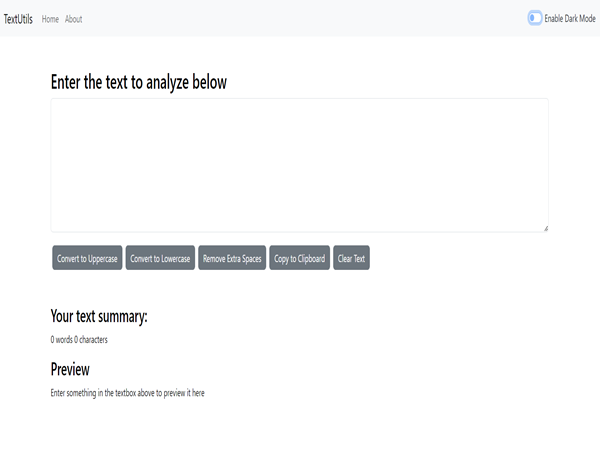 TextUtils Home About Enable Dark Mode
Enter the text to analyze below
Convert to Uppercase Convert to Lowercase Remove Extra Spaces Copy to Clipboard Clear Text
Your text summary:
0 words 0 characters
Preview
Enter something in the textbox above to preview it here